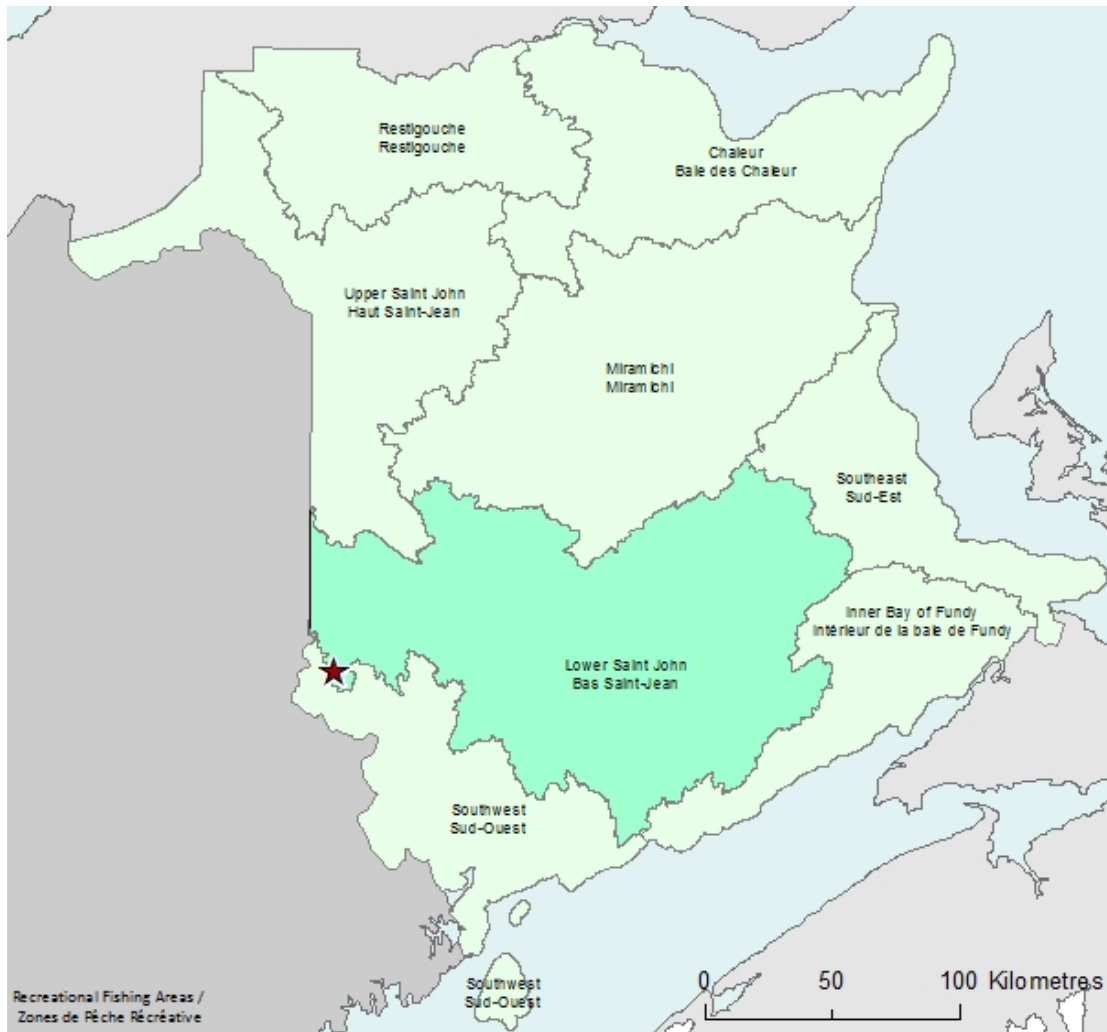 Restigouche
Restigouche
Chaleur
Baie des Chaleur
Upper Saint John
Haut Saint-Jean
Miramichi
Miramichi
Southeast
Sud-Est
Inner Bay of Fundy
Intérieur de la baie de Fundy
Lower Saint John
Bas Saint-Jean
Southwest
Sud-Ouest
Southwest
Sud-Ouest
0 50 100 Kilometres
Recreational Fishing Areas /
Zones de Pêche Récréative